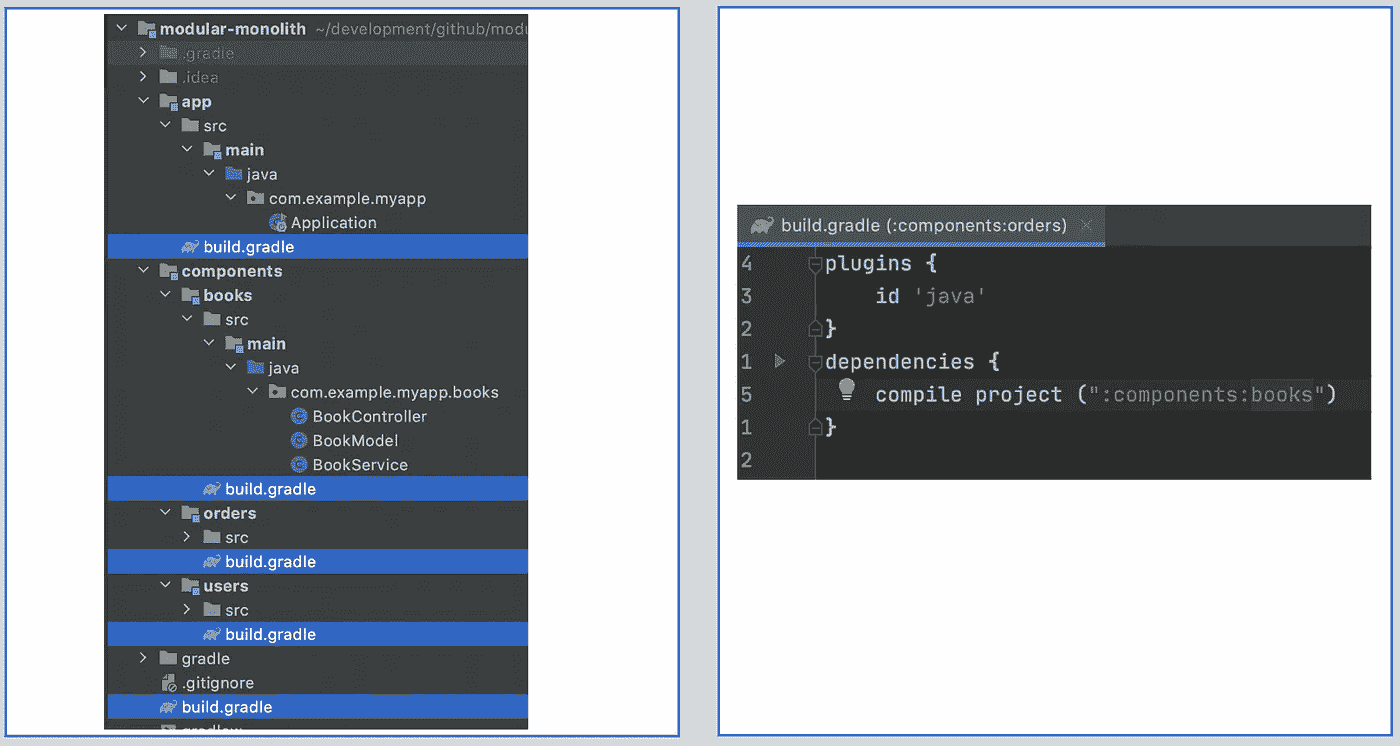 modular-monolith ~/development/github/modu
.gradle
.idea
app
src
main
java
com.example.myapp
Application
build.gradle
components
books
src
main
java
com.example.myapp.books
BookController
BookModel
BookService
build.gradle
orders
src
build.gradle
users
src
build.gradle
gradle
.gitignore
build.gradle
build.gradle (:components:orders)
4 plugins {
3 id 'java'
2 }
1 dependencies {
5 compile project (":components:books")
1 }
2